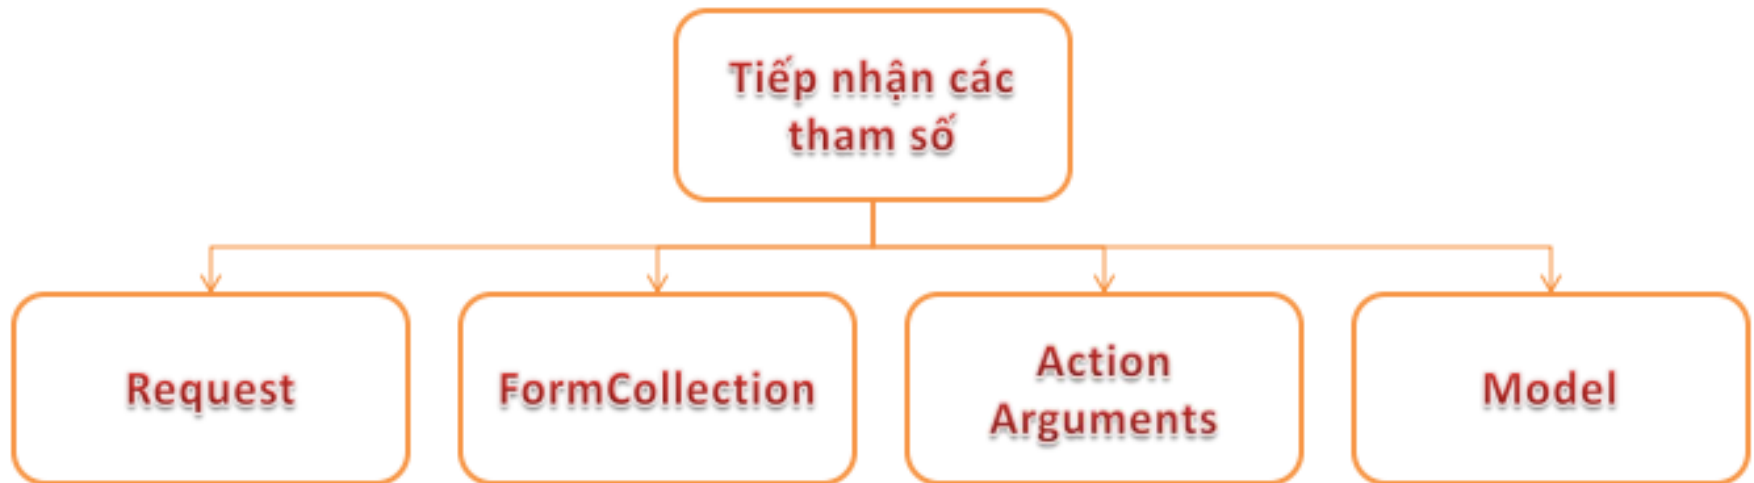 Tiếp nhận các
tham số
Request
FormCollection
Action
Arguments
Model